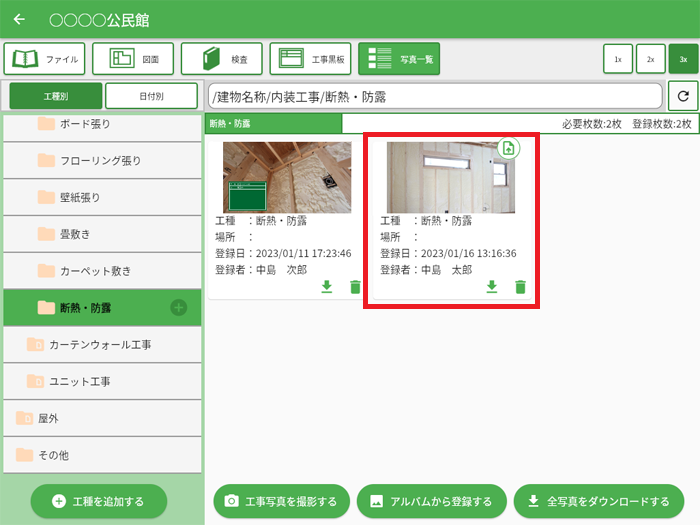 〇〇〇〇公民館
ファイル
図面
検査
工事黒板
写真一覧
1x
2x
3x
工種別
日付別
/建物名称/内装工事/断熱・防露
ボード張り
フローリング張り
壁紙張り
畳敷き
カーペット敷き
断熱・防露
カーテンウォール工事
ユニット工事
屋外
その他
工種を追加する
断熱・防露
必要枚数:2枚 登録枚数:2枚
工種 :断熱・防露
場所 :
登録日:2023/01/11 17:23:46
登録者:中島 次郎
工種 :断熱・防露
場所 :
登録日:2023/01/16 13:16:36
登録者:中島 太郎
工事写真を撮影する
アルバムから登録する
全写真をダウンロードする